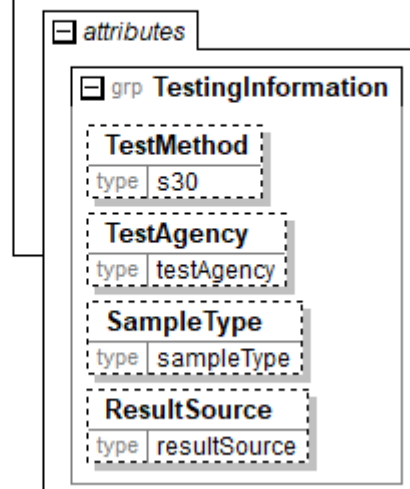 attributes
grp TestingInformation
TestMethod
type s30
TestAgency
type testAgency
SampleType
type sampleType
ResultSource
type resultSource